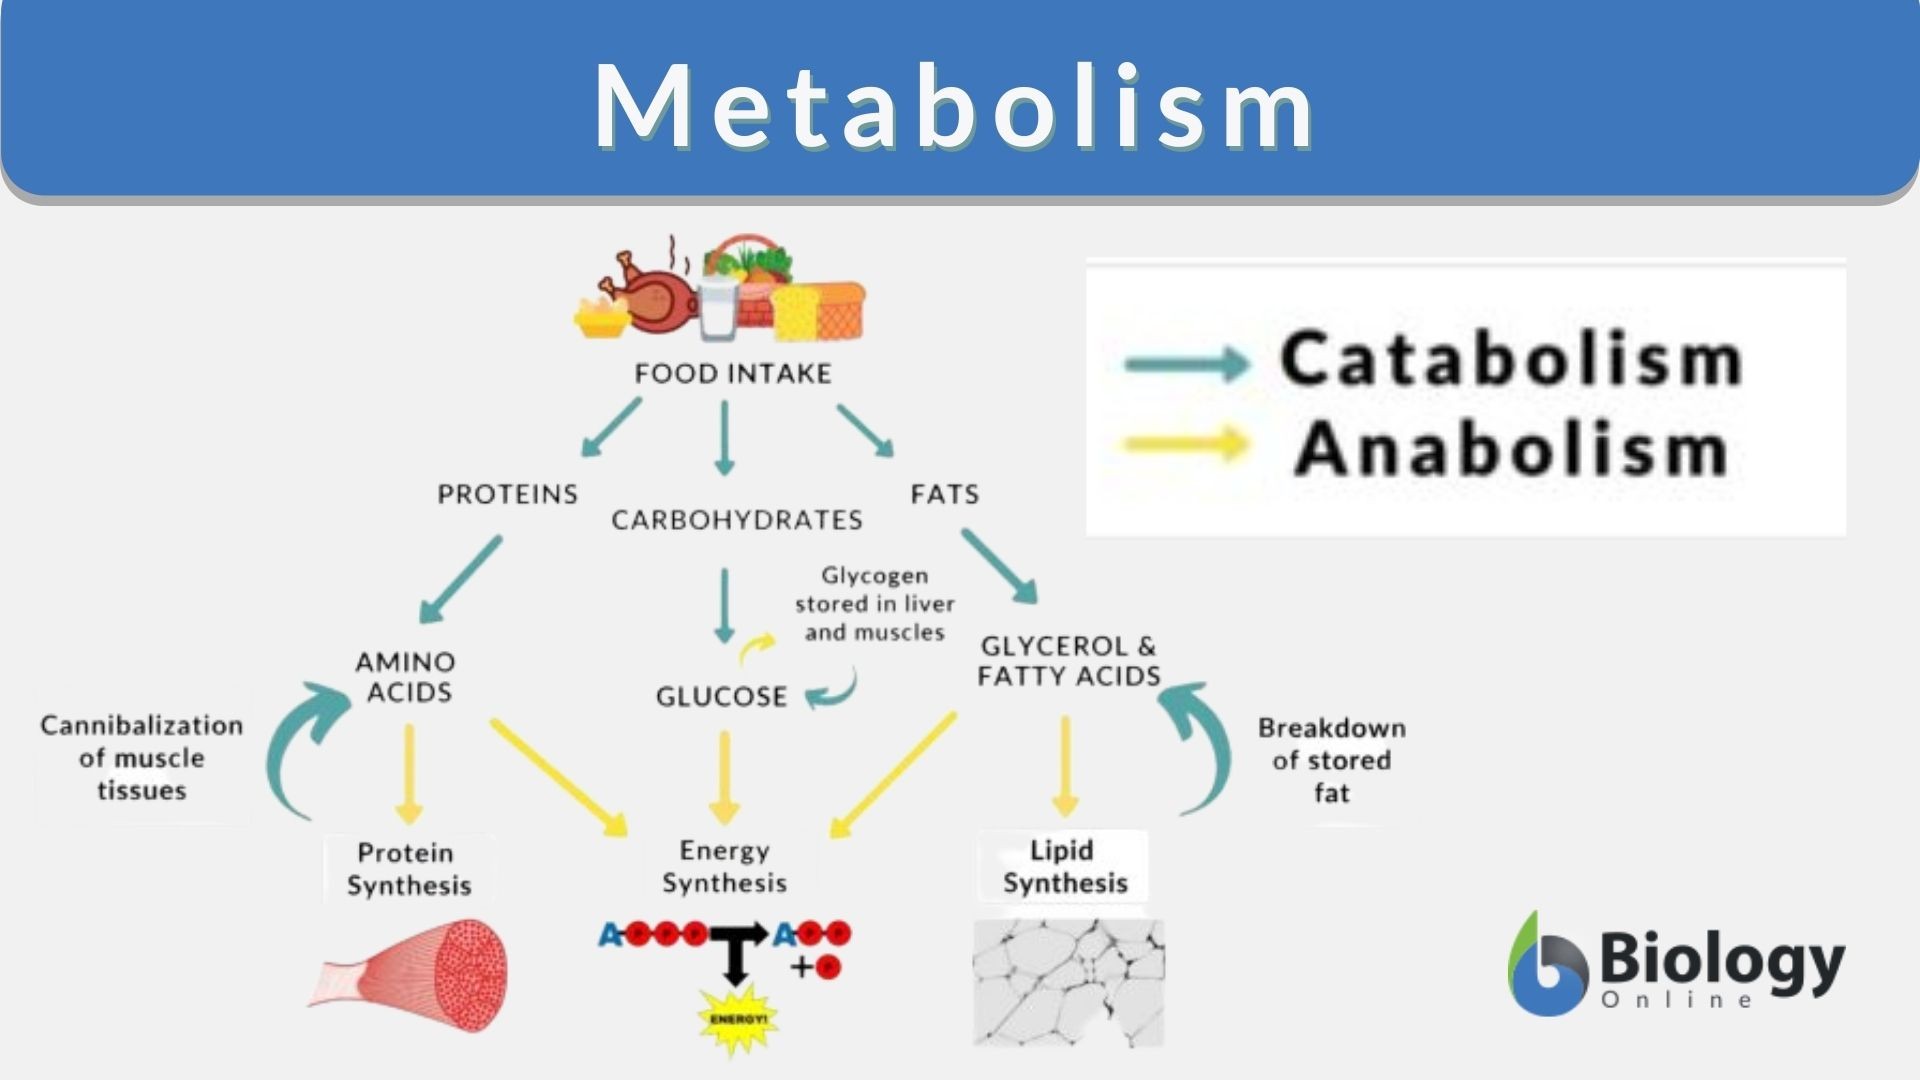 Metabolism
FOOD INTAKE
Catabolism
Anabolism
PROTEINS
CARBOHYDRATES
FATS
Glycogen
stored in liver
and muscles
AMINO
ACIDS
GLUCOSE
GLYCEROL &
FATTY ACIDS
Cannibalization
of muscle
tissues
Breakdown
of stored
fat
Protein
Synthesis
Energy
Synthesis
Lipid
Synthesis
A P P P A P P
+ P
ENERGY!
Biology
Online